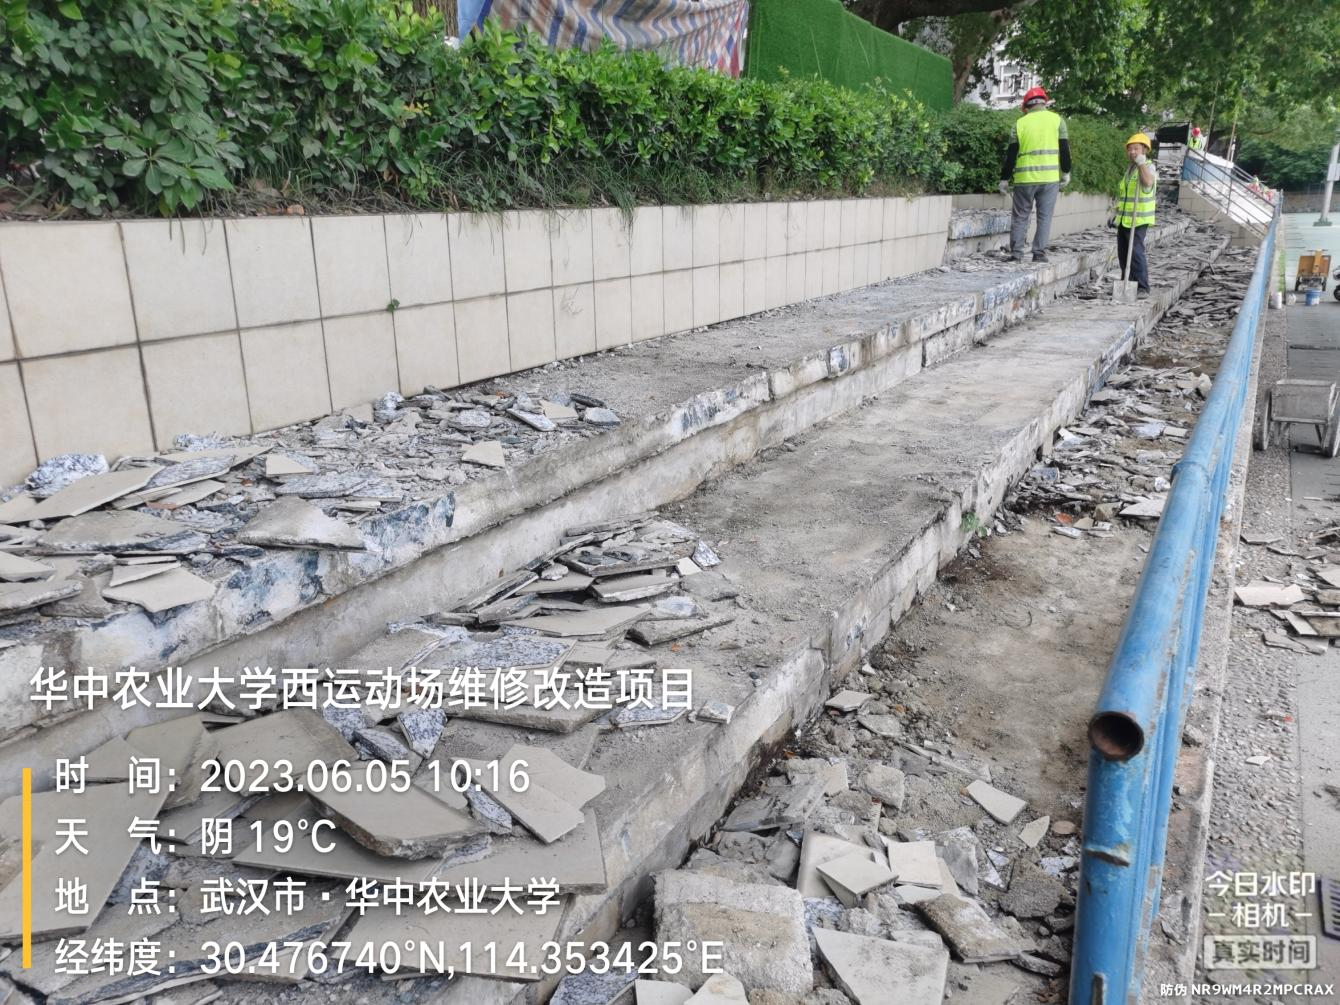 华中农业大学西运动场维修改造项目
时 间：2023.06.05 10:16
天 气：阴 19℃
地 点：武汉市·华中农业大学
经纬度：30.476740°N,114.353425°E
今日水印
-相机-
真实时间
防伪 NR9WM4R2MPCRAX